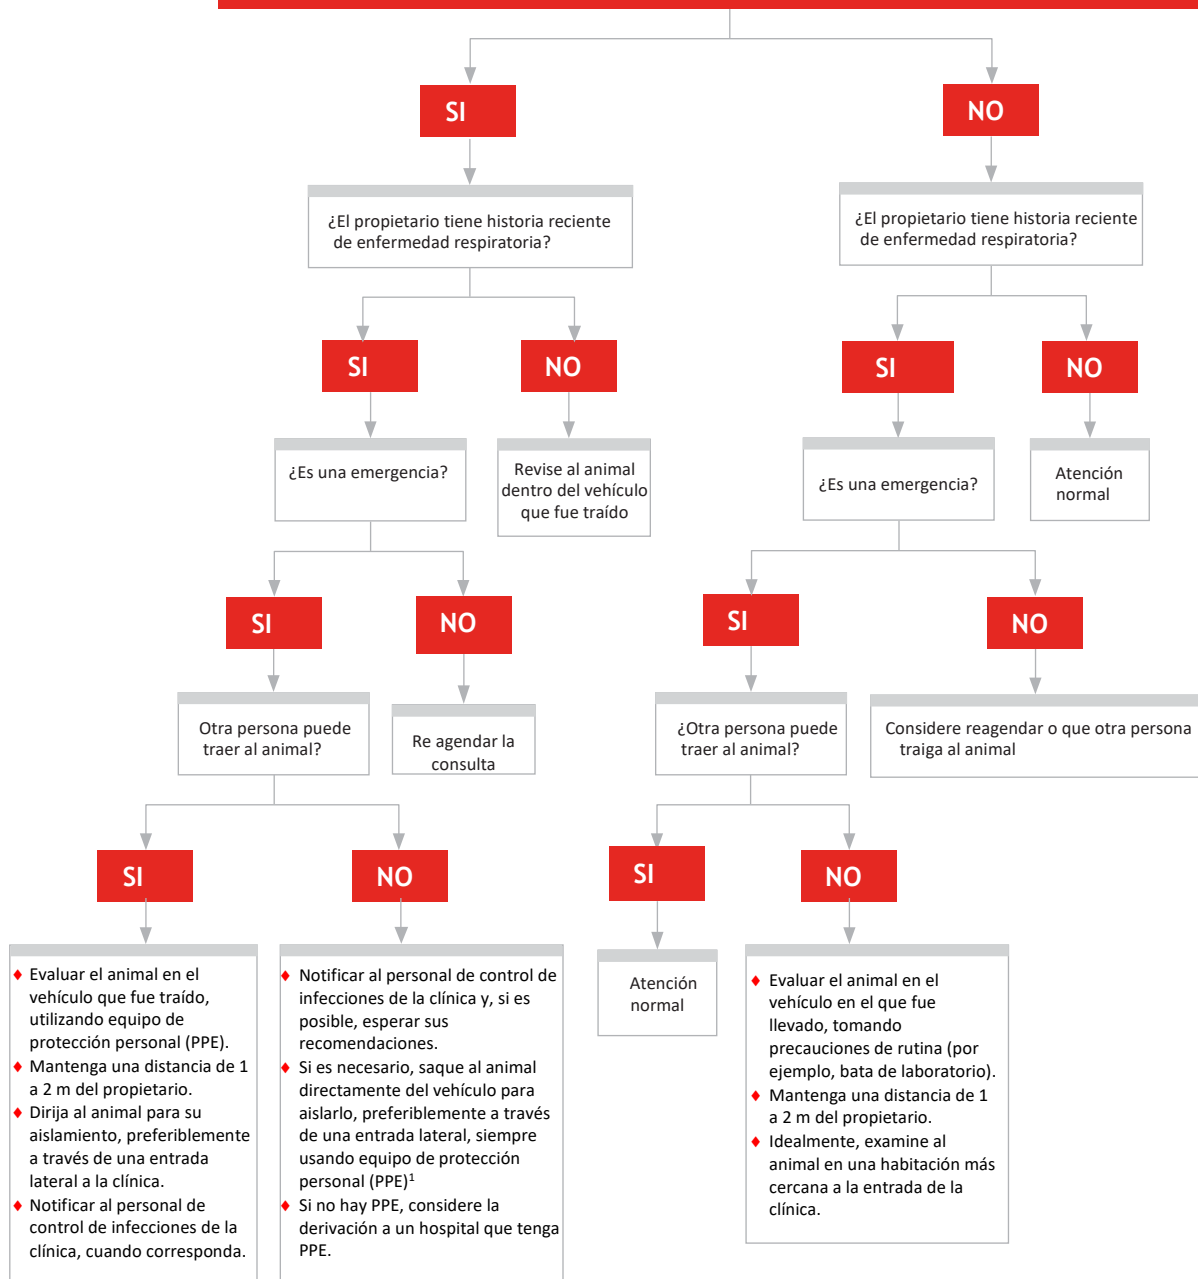 SI
NO
¿El propietario tiene historia reciente
de enfermedad respiratoria?
¿El propietario tiene historia reciente
de enfermedad respiratoria?
SI
NO
SI
NO
¿Es una emergencia?
Revise al animal
dentro del vehículo
que fue traído
¿Es una emergencia?
Atención
normal
SI
NO
SI
NO
Otra persona puede
traer al animal?
Re agendar la
consulta
¿Otra persona puede
traer al animal?
Considere reagendar o que otra persona
traiga al animal
SI
NO
SI
NO
♦ Evaluar el animal en el
vehículo que fue traído,
utilizando equipo de
protección personal (PPE).
♦ Mantenga una distancia de 1
a 2 m del propietario.
♦ Dirija al animal para su
aislamiento, preferiblemente
a través de una entrada
lateral a la clínica.
♦ Notificar al personal de
control de infecciones de la
clínica, cuando corresponda.
♦ Notificar al personal de control de
infecciones de la clínica y, si es
posible, esperar sus
recomendaciones.
♦ Si es necesario, saque al animal
directamente del vehículo para
aislarlo, preferiblemente a través
de una entrada lateral, siempre
usando equipo de protección
personal (PPE)¹
♦ Si no hay PPE, considere la
derivación a un hospital que tenga
PPE.
Atención
normal
♦ Evaluar el animal en el
vehículo en el que fue
llevado, tomando
precauciones de rutina (por
ejemplo, bata de laboratorio).
♦ Mantenga una distancia de 1
a 2 m del propietario.
♦ Idealmente, examine al
animal en una habitación más
cercana a la entrada de la
clínica.